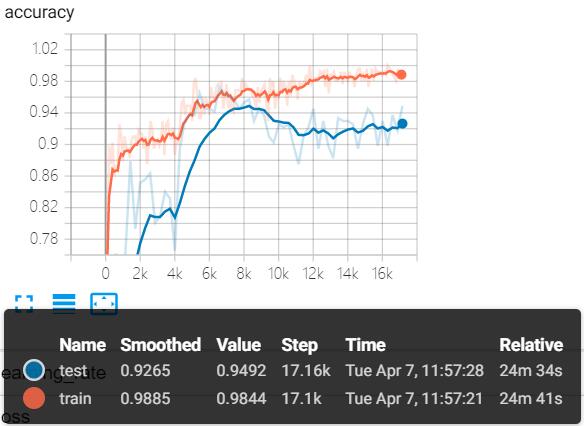 accuracy
1.02
0.98
0.94
0.9
0.86
0.82
0.78
0 2k 4k 6k 8k 10k 12k 14k 16k
Name Smoothed Value Step Time Relative
test 0.9265 0.9492 17.16k Tue Apr 7, 11:57:28 24m 34s
train 0.9885 0.9844 17.1k Tue Apr 7, 11:57:21 24m 41s